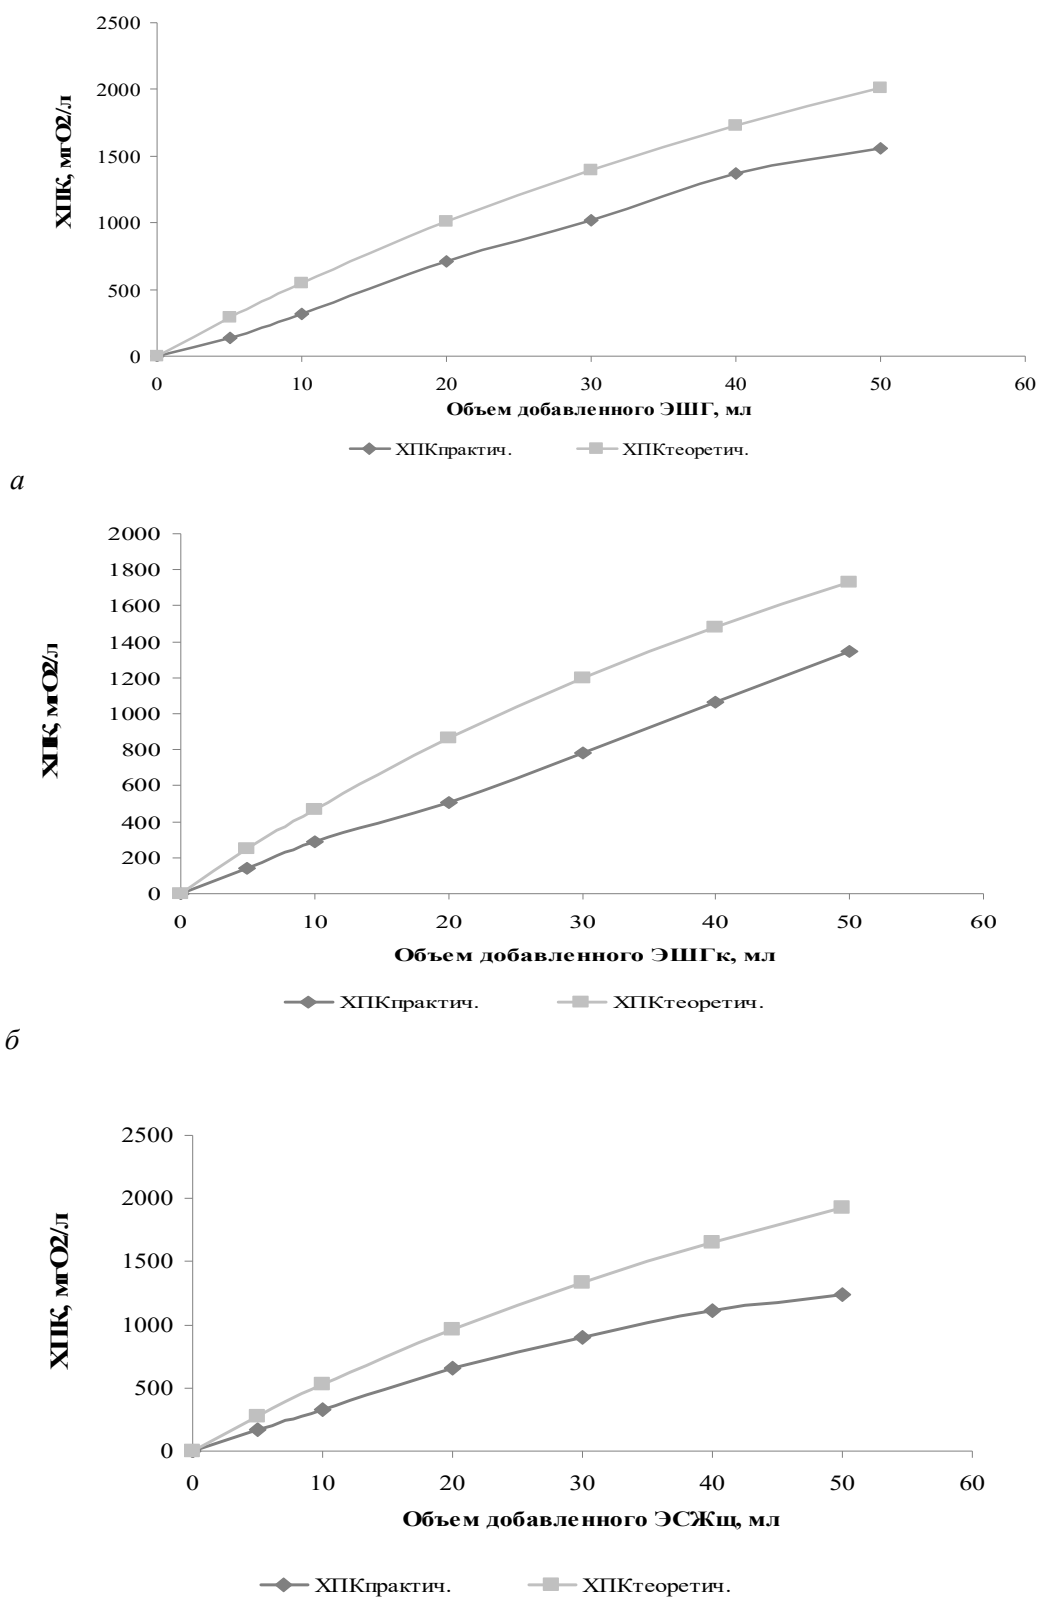 2500
2000
1500
1000
500
0
ХПК, мгО2/л
0 10 20 30 40 50 60
Объем добавленного ЭШГ, мл
ХПКпрактич. ХПКтеоретич.
а
2000
1800
1600
1400
1200
1000
800
600
400
200
0
ХПК, мгО2/л
0 10 20 30 40 50 60
Объем добавленного ЭШГк, мл
ХПКпрактич. ХПКтеоретич.
б
2500
2000
1500
1000
500
0
ХПК, мгО2/л
0 10 20 30 40 50 60
Объем добавленного ЭСЖщ, мл
ХПКпрактич. ХПКтеоретич.